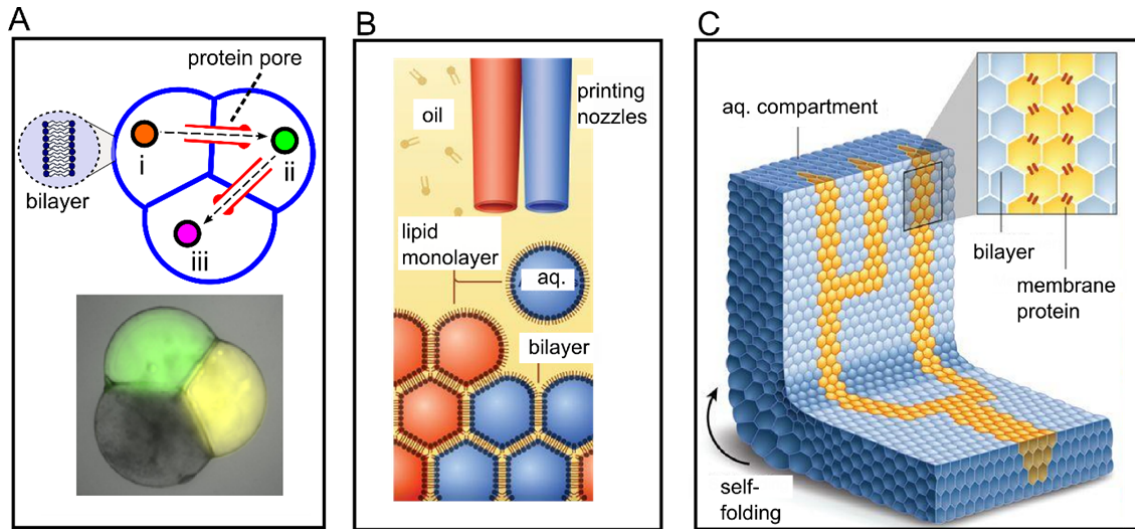 A
protein pore
i
ii
bilayer
iii
B
oil
printing
nozzles
lipid
monolayer
aq.
bilayer
C
aq. compartment
bilayer
membrane
protein
self-
folding